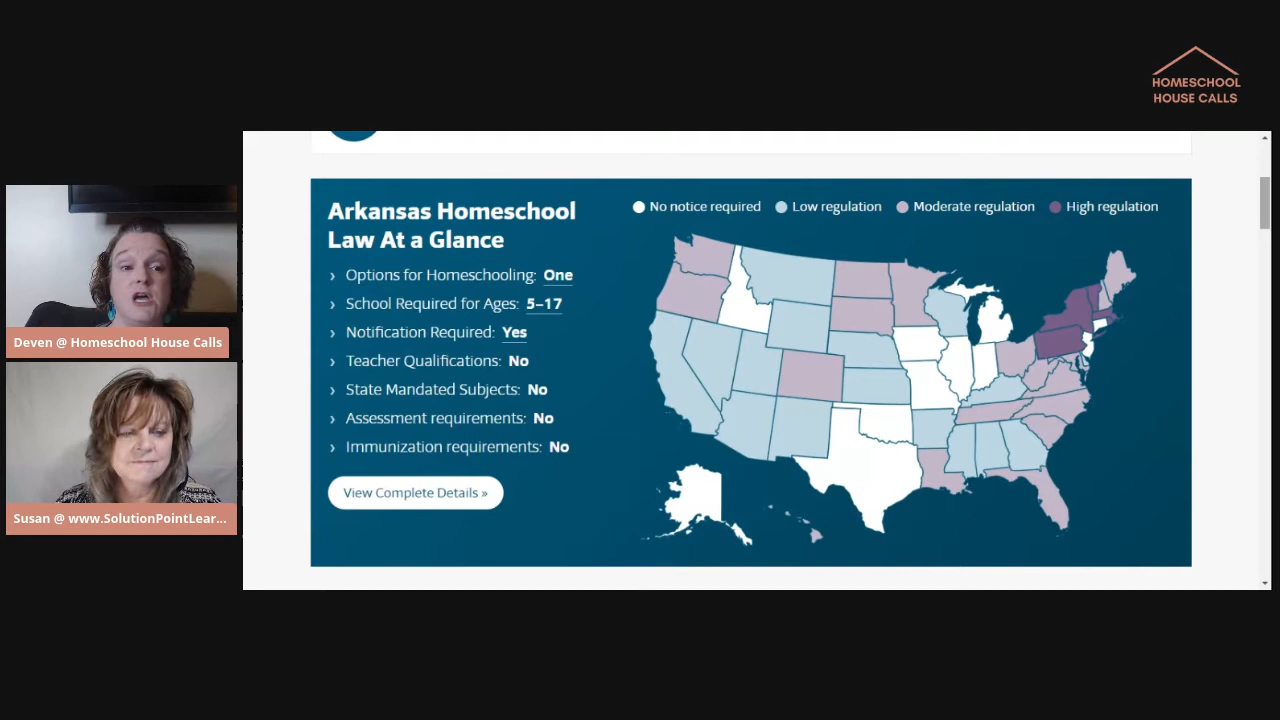 HOMESCHOOL
HOUSE CALLS
Arkansas Homeschool
Law At a Glance
› Options for Homeschooling: One
› School Required for Ages: 5–17
› Notification Required: Yes
› Teacher Qualifications: No
› State Mandated Subjects: No
› Assessment requirements: No
› Immunization requirements: No
View Complete Details »
No notice required
Low regulation
Moderate regulation
High regulation
Deven @ Homeschool House Calls
Susan @ www.SolutionPointLear...